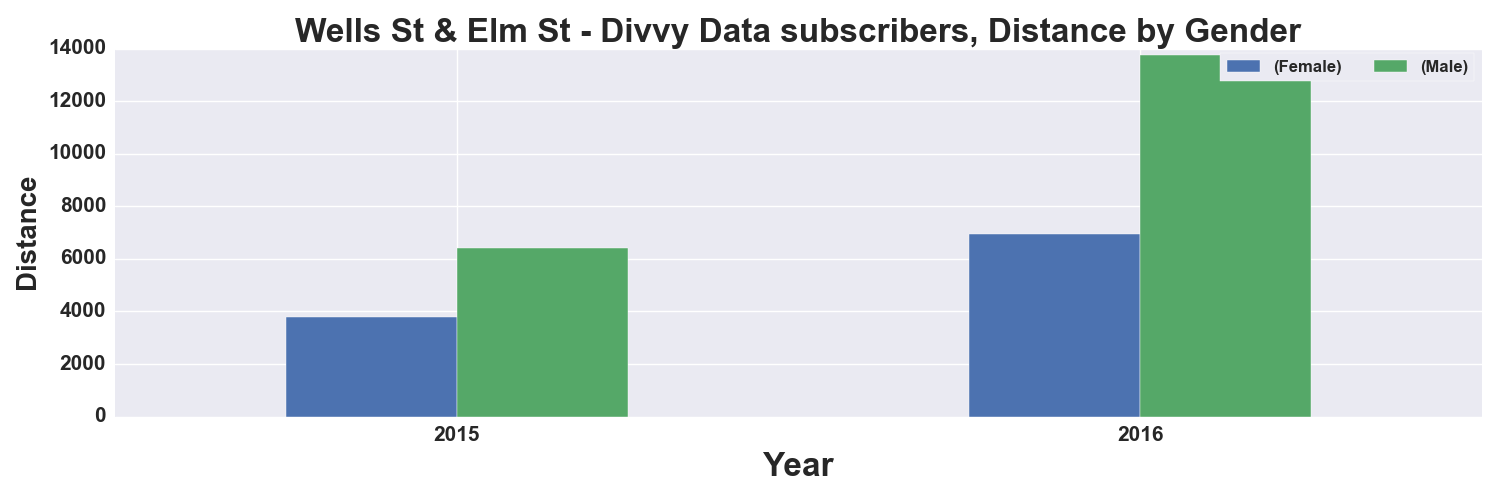 Wells St & Elm St - Divvy Data subscribers, Distance by Gender
14000
12000
10000
8000
6000
4000
2000
0
Distance
(Female) (Male)
2015 2016
Year